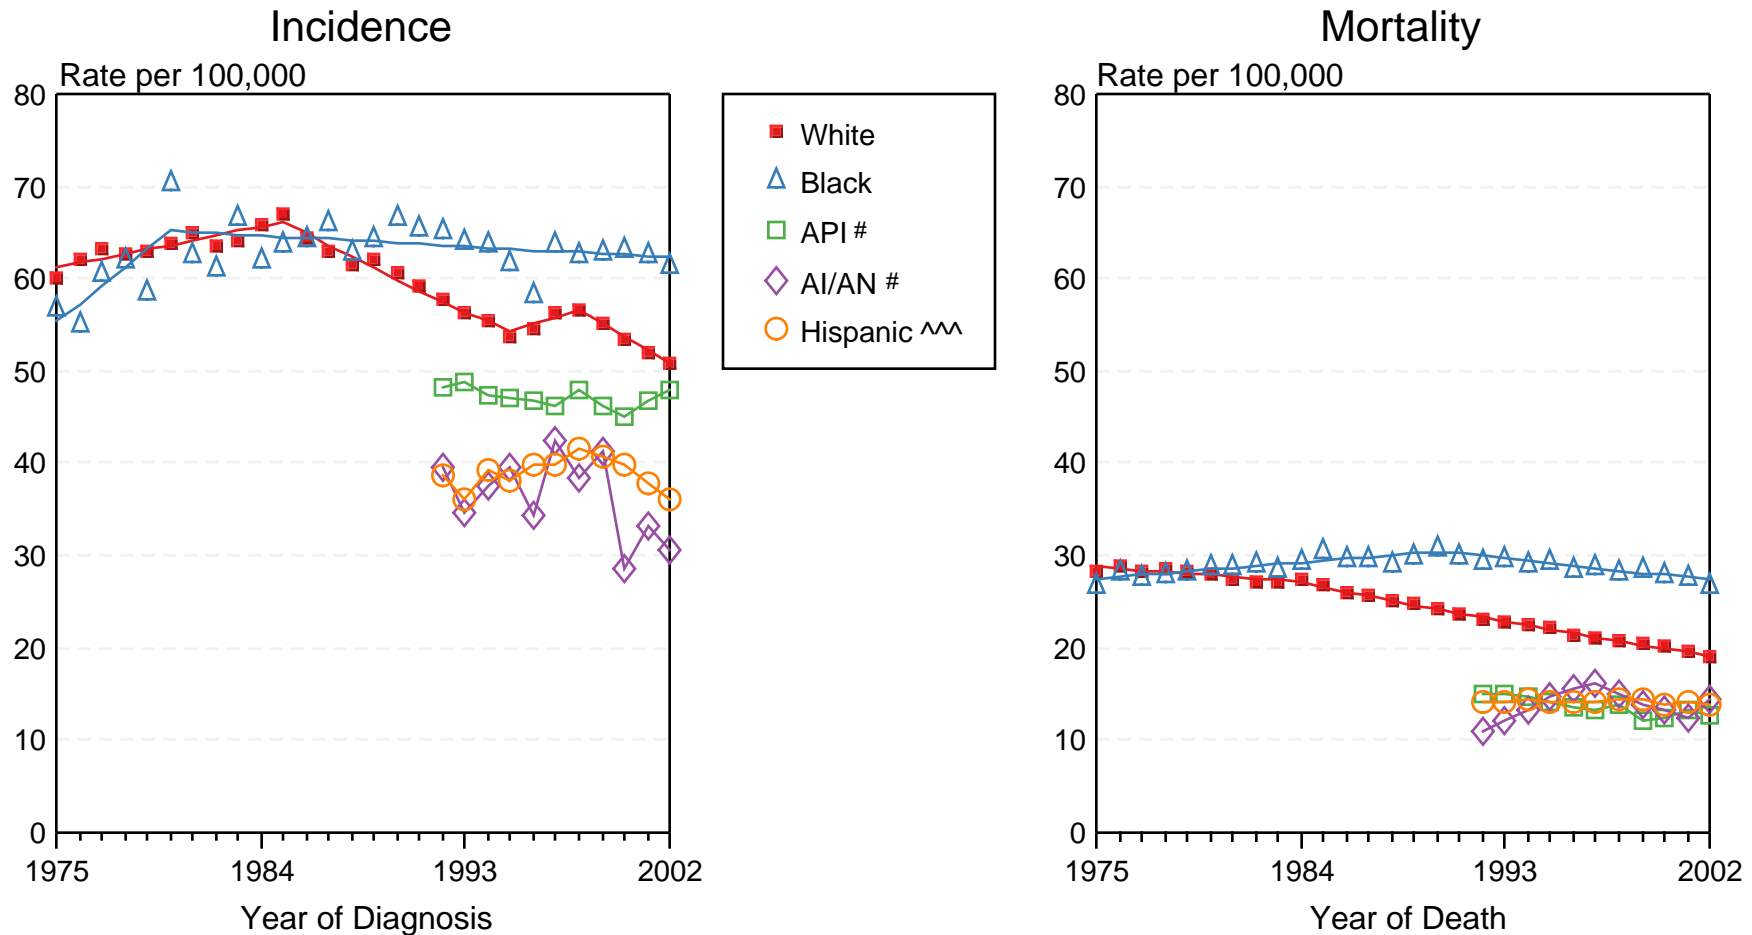 Incidence
Rate per 100,000
80
70
60
50
40
30
20
10
0
1975 1984 1993 2002
Year of Diagnosis
White
Black
API #
AI/AN #
Hispanic ^^^
Mortality
Rate per 100,000
80
70
60
50
40
30
20
10
0
1975 1984 1993 2002
Year of Death